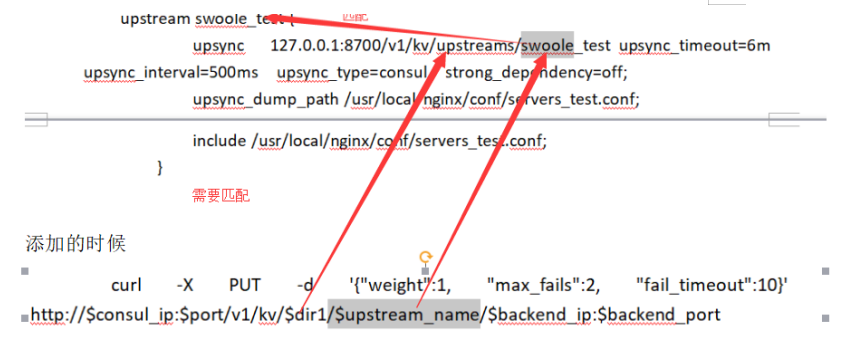 upstream swoole_test { 匹配
upsync 127.0.0.1:8700/v1/kv/upstreams/swoole_test upsync_timeout=6m
upsync_interval=500ms upsync_type=consul strong_dependency=off;
upsync_dump_path /usr/local/nginx/conf/servers_test.conf;
include /usr/local/nginx/conf/servers_test.conf;
}
需要匹配
添加的时候
curl -X PUT -d '{"weight":1, "max_fails":2, "fail_timeout":10}'
http://$consul_ip:$port/v1/kv/$dir1/$upstream_name/$backend_ip:$backend_port